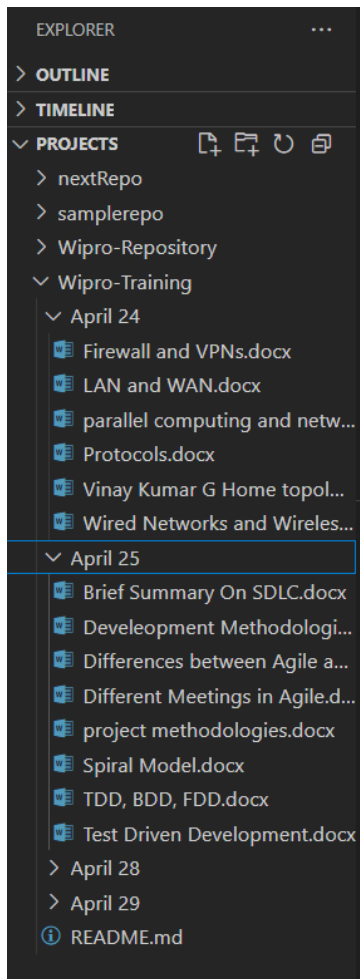 EXPLORER
OUTLINE
TIMELINE
PROJECTS
nextRepo
samplerepo
Wipro-Repository
Wipro-Training
April 24
Firewall and VPNs.docx
LAN and WAN.docx
parallel computing and netw...
Protocols.docx
Vinay Kumar G Home topol...
Wired Networks and Wireles...
April 25
Brief Summary On SDLC.docx
Develeopment Methodologi...
Differences between Agile a...
Different Meetings in Agile.d...
project methodologies.docx
Spiral Model.docx
TDD, BDD, FDD.docx
Test Driven Development.docx
April 28
April 29
README.md